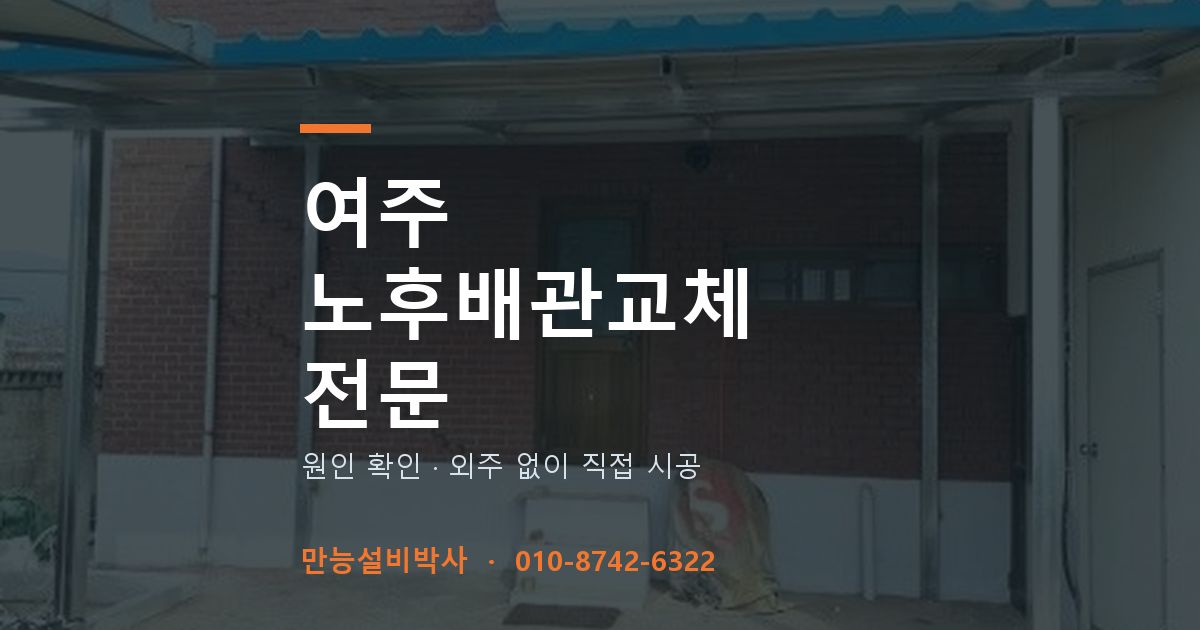 여주
노후배관교체
전문
원인 확인 · 외주 없이 직접 시공
만능설비박사 · 010-8742-6322
S